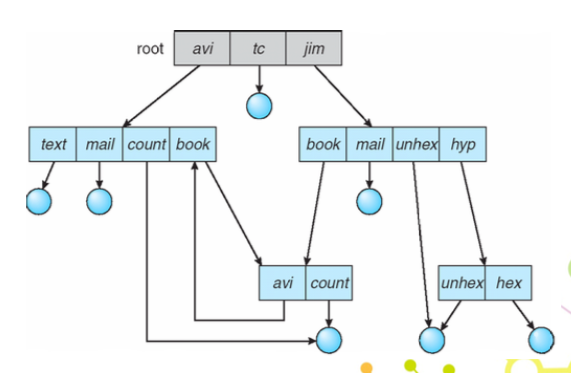 root avi tc jim
text mail count book book mail unhex hyp
avi count unhex hex